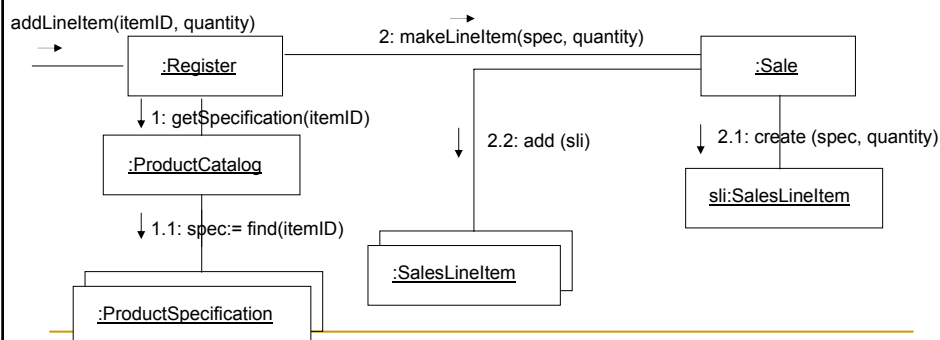 addLineItem(itemID, quantity)
2: makeLineItem(spec, quantity)
:Register
:Sale
1: getSpecification(itemID)
2.2: add (sli)
2.1: create (spec, quantity)
:ProductCatalog
sli:SalesLineItem
1.1: spec:= find(itemID)
:SalesLineItem
:ProductSpecification